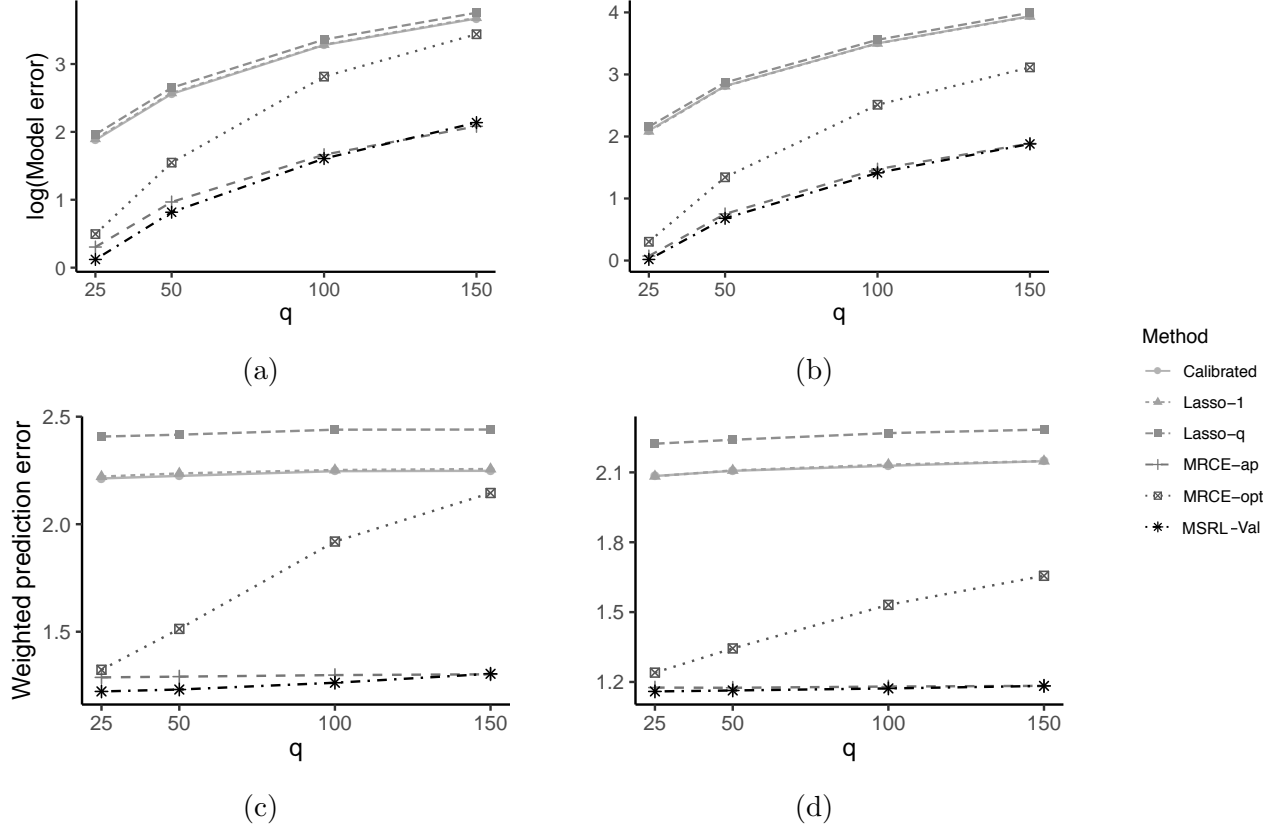 log(Model error)
3
2
1
0
25 50 100 150
q
(a)
4
3
2
1
0
25 50 100 150
q
(b)
Weighted prediction error
2.5
2.0
1.5
25 50 100 150
q
(c)
2.1
1.8
1.5
1.2
25 50 100 150
q
(d)
Method
Calibrated
Lasso−1
Lasso−q
MRCE−ap
MRCE−opt
MSRL−Val